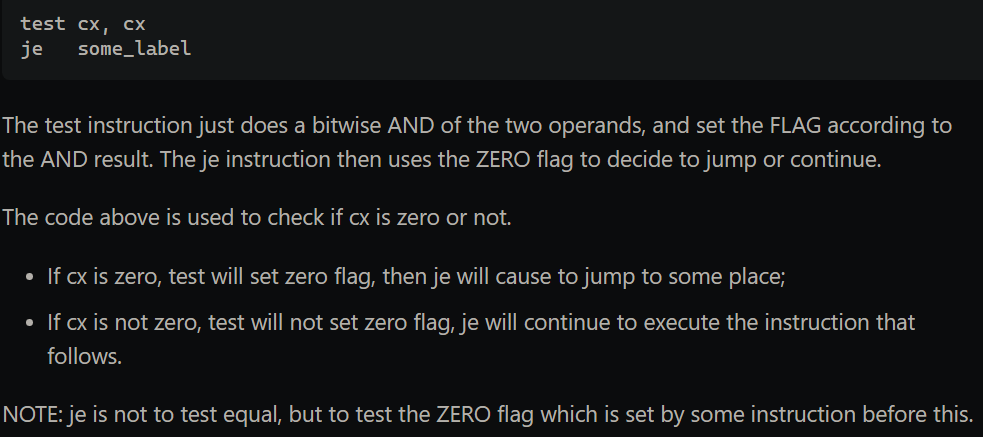 test cx, cx
je   some_label
The test instruction just does a bitwise AND of the two operands, and set the FLAG according to
the AND result. The je instruction then uses the ZERO flag to decide to jump or continue.
The code above is used to check if cx is zero or not.
• If cx is zero, test will set zero flag, then je will cause to jump to some place;
• If cx is not zero, test will not set zero flag, je will continue to execute the instruction that
follows.
NOTE: je is not to test equal, but to test the ZERO flag which is set by some instruction before this.